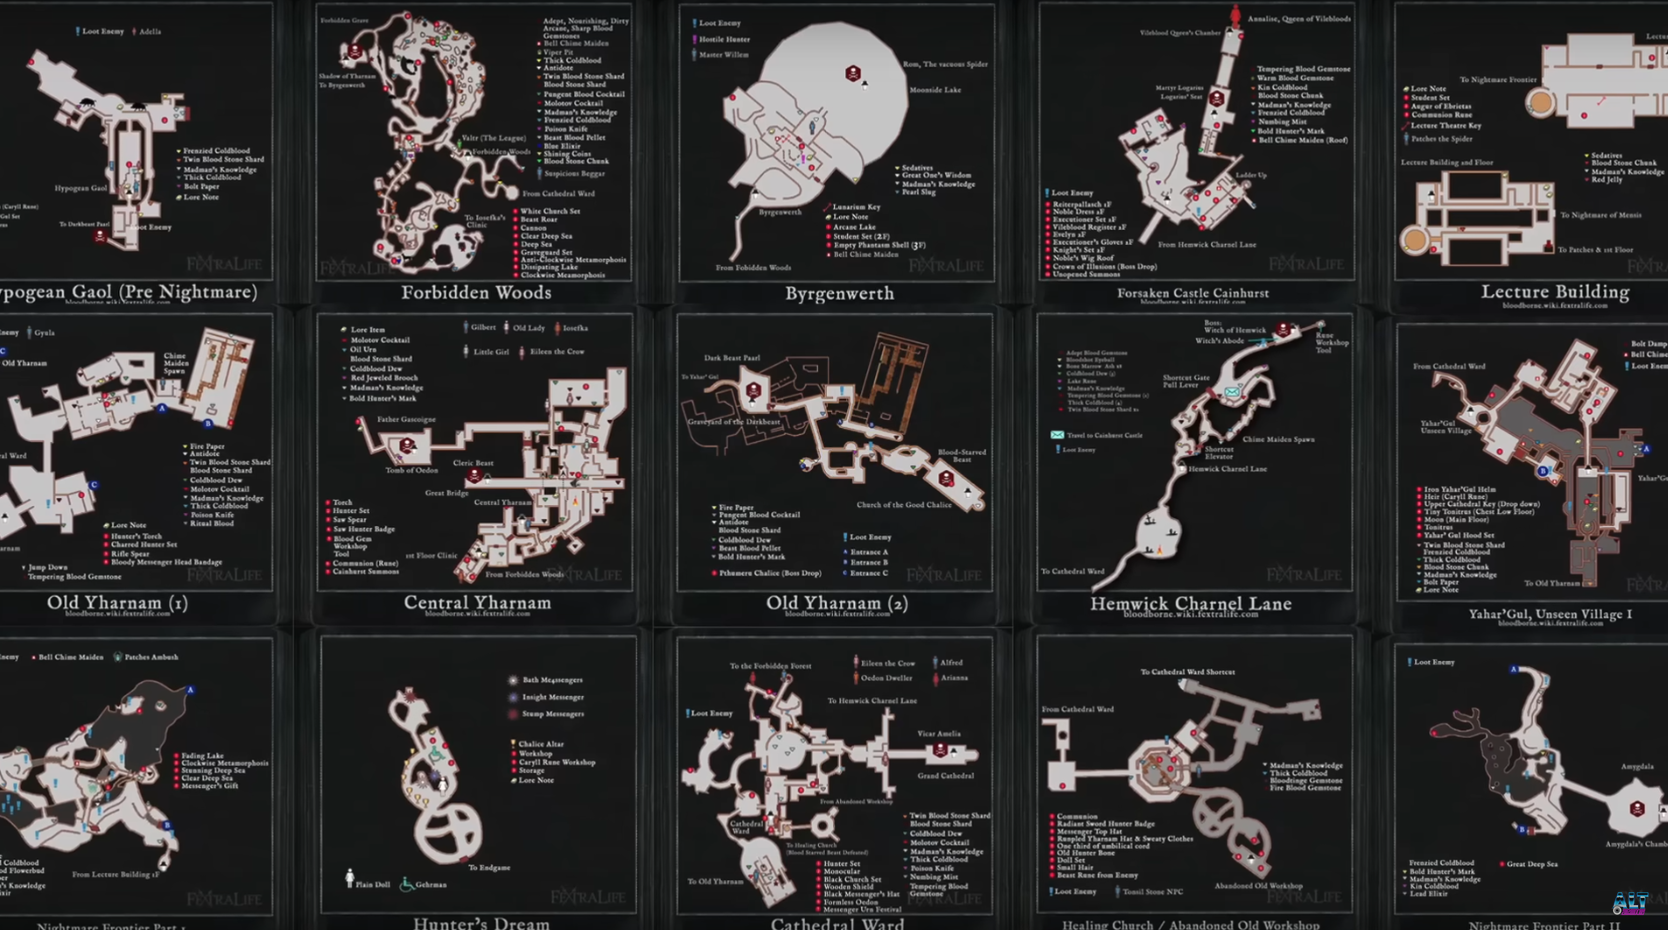 Loot Enemy
Adella
Frenzied Coldblood
Twin Blood Stone Shard
Madman's Knowledge
Thick Coldblood
Bolt Paper
Lore Note
Hypogean Gaol
To Darkbeast Paarl
Loot Enemy
(Caryll Rune)
FEXTRALIFE
ypogean Gaol (Pre Nightmare)
bloodborne.wiki.fextralife.com
Forbidden Grave
Shadow of Yharnam
To Byrgenwerth
Adept, Nourishing, Dirty
Arcane, Sharp Blood
Gemstones
Bell Chime Maiden
Viper Pit
Thick Coldblood
Antidote
Twin Blood Stone Shard
Blood Stone Shard
Pungent Blood Cocktail
Molotov Cocktail
Madman's Knowledge
Frenzied Coldblood
Poison Knife
Beast Blood Pellet
Blue Elixir
Shining Coins
Blood Stone Chunk
Suspicious Beggar
Valtr (The League)
Forbidden Woods
From Cathedral Ward
To Iosefka's
Clinic
White Church Set
Beast Roar
Cannon
Clear Deep Sea
Deep Sea
Graveguard Set
Anti-Clockwise Metamorphosis
Dissipating Lake
Clockwise Meamorphosis
FEXTRALIFE
Forbidden Woods
Loot Enemy
Hostile Hunter
Master Willem
Rom, The vacuous Spider
Moonside Lake
Sedatives
Great One's Wisdom
Madman's Knowledge
Pearl Slug
Byrgenwerth
Lunarium Key
Lore Note
Arcane Lake
Student Set (2F)
Empty Phantasm Shell (3F)
Bell Chime Maiden
From Fobidden Woods
FEXTRALIFE
Byrgenwerth
Annalise, Queen of Vilebloods
Vileblood Queen's Chamber
Martyr Logarius
Logarius' Seat
Tempering Blood Gemstone
Warm Blood Gemstone
Kin Coldblood
Blood Stone Chunk
Madman's Knowledge
Frenzied Coldblood
Numbing Mist
Bold Hunter's Mark
Bell Chime Maiden (Roof)
Ladder Up
Loot Enemy
Reiterpallasch 1F
Noble Dress 2F
Executioner Set 2F
Vileblood Register 2F
Evelyn 2F
Executioner's Gloves 2F
Knight's Set 2F
Noble's Wig Roof
Crown of Illusions (Boss Drop)
Unopened Summons
From Hemwick Charnel Lane
FEXTRALIFE
Forsaken Castle Cainhurst
bloodborne.wiki.fextralife.com
To Nightmare Frontier
Lore Note
Student Set
Augur of Ebrietas
Communion Rune
Lecture Theatre Key
Patches the Spider
Lecture Building 2nd Floor
Sedatives
Blood Stone Chunk
Madman's Knowledge
Red Jelly
To Nightmare of Mensis
To Patches & 1st Floor
Lecture Building
bloodborne.wiki.fextralife.com
Gyula
Old Yharnam
Chime
Maiden
Spawn
A
B
C
C
Fire Paper
Antidote
Twin Blood Stone Shard
Blood Stone Shard
Coldblood Dew
Molotov Cocktail
Madman's Knowledge
Thick Coldblood
Poison Knife
Ritual Blood
Lore Note
Hunter's Torch
Charred Hunter Set
Rifle Spear
Bloody Messenger Head Bandage
Jump Down
Tempering Blood Gemstone
Old Yharnam (1)
bloodborne.wiki.fextralife.com
Lore Item
Molotov Cocktail
Oil Urn
Blood Stone Shard
Coldblood Dew
Red Jeweled Brooch
Madman's Knowledge
Bold Hunter's Mark
Gilbert
Old Lady
Iosefka
Little Girl
Eileen the Crow
Father Gascoigne
Tomb of Oedon
Cleric Beast
Great Bridge
Central Yharnam
Torch
Hunter Set
Saw Spear
Saw Hunter Badge
Blood Gem
Workshop
Tool
Communion (Rune)
Cainhurst Summons
1st Floor Clinic
From Forbidden Woods
FEXTRALIFE
Central Yharnam
Dark Beast Paarl
To Yahar' Gul
Graveyard of the Darkbeast
Blood-Starved
Beast
Church of the Good Chalice
Fire Paper
Pungent Blood Cocktail
Antidote
Blood Stone Shard
Coldblood Dew
Beast Blood Pellet
Bold Hunter's Mark
Pthumeru Chalice (Boss Drop)
Loot Enemy
Entrance A
Entrance B
Entrance C
FEXTRALIFE
Old Yharnam (2)
bloodborne.wiki.fextralife.com
Boss:
Witch of Hemwick
Witch's Abode
Rune
Workshop
Tool
Adept Blood Gemstone
Bloodshot Eyeball
Coldblood Dew
Lake Rune
Madman's Knowledge
Shortcut Gate
Pull Lever
Travel to Cainhurst Castle
Loot Enemy
Chime Maiden Spawn
Shortcut
Elevator
Hemwick Charnel Lane
To Cathedral Ward
FEXTRALIFE
Hemwick Charnel Lane
bloodborne.wiki.fextralife.com
From Cathedral Ward
Yahar'Gul
Unseen Village
A
B
Iron Yahar'Gul Helm
Heir (Caryll Rune)
Upper Cathedral Key (Drop down)
Tiny Tonitrus (Chest Low Floor)
Moon (Main Floor)
Tonitrus
Yahar' Gul Hood Set
Twin Blood Stone Shard
Frenzied Coldblood
Thick Coldblood
Blood Stone Chunk
Madman's Knowledge
Bolt Paper
Lore Note
To Old Yharnam
Yahar'Gul, Unseen Village I
bloodborne.wiki.fextralife.com
Bell Chime Maiden
Patches Ambush
A
B
Fading Lake
Clockwise Metamorphosis
Stunning Deep Sea
Clear Deep Sea
Messenger's Gift
From Lecture Building 2F
FEXTRALIFE
Nightmare Frontier Part 1
Bath Messengers
Insight Messenger
Stump Messengers
Chalice Altar
Workshop
Caryll Rune Workshop
Storage
Lore Note
To Endgame
Plain Doll
Gehrman
FEXTRALIFE
Hunter's Dream
To the Forbidden Forest
Eileen the Crow
Alfred
Oedon Dweller
Arianna
To Hemwick Charnel Lane
Loot Enemy
Vicar Amelia
Grand Cathedral
From Abandoned Workshop
Cathedral
Ward
To Healing Church
(Blood Starved Beast Defeated)
To Old Yharnam
Hunter Set
Monocular
Black Church Set
Wooden Shield
Black Messenger's Hat
Formless Oedon
Messenger Urn Festival
Twin Blood Stone Shard
Blood Stone Shard
Coldblood Dew
Molotov Cocktail
Madman's Knowledge
Thick Coldblood
Poison Knife
Numbing Mist
Tempering Blood
Gemstone
Cathedral Ward
To Cathedral Ward Shortcut
From Cathedral Ward
Madman's Knowledge
Thick Coldblood
Bloodtinge Gemstone
Fire Blood Gemstone
Communion
Radiant Sword Hunter Badge
Messenger Top Hat
Rumpled Yharnam Hat & Sweaty Clothes
One third of umbilical cord
Old Hunter Bone
Doll Set
Small Hair
Beast Rune from Enemy
Loot Enemy
Tonsil Stone NPC
Abandoned Old Workshop
FEXTRALIFE
Healing Church / Abandoned Old Workshop
Loot Enemy
A
B
Amygdala
Amygdala's Chamb
Frenzied Coldblood
Bold Hunter's Mark
Madman's Knowledge
Kin Coldblood
Lead Elixir
Great Deep Sea
Nightmare Frontier Part II
ALT